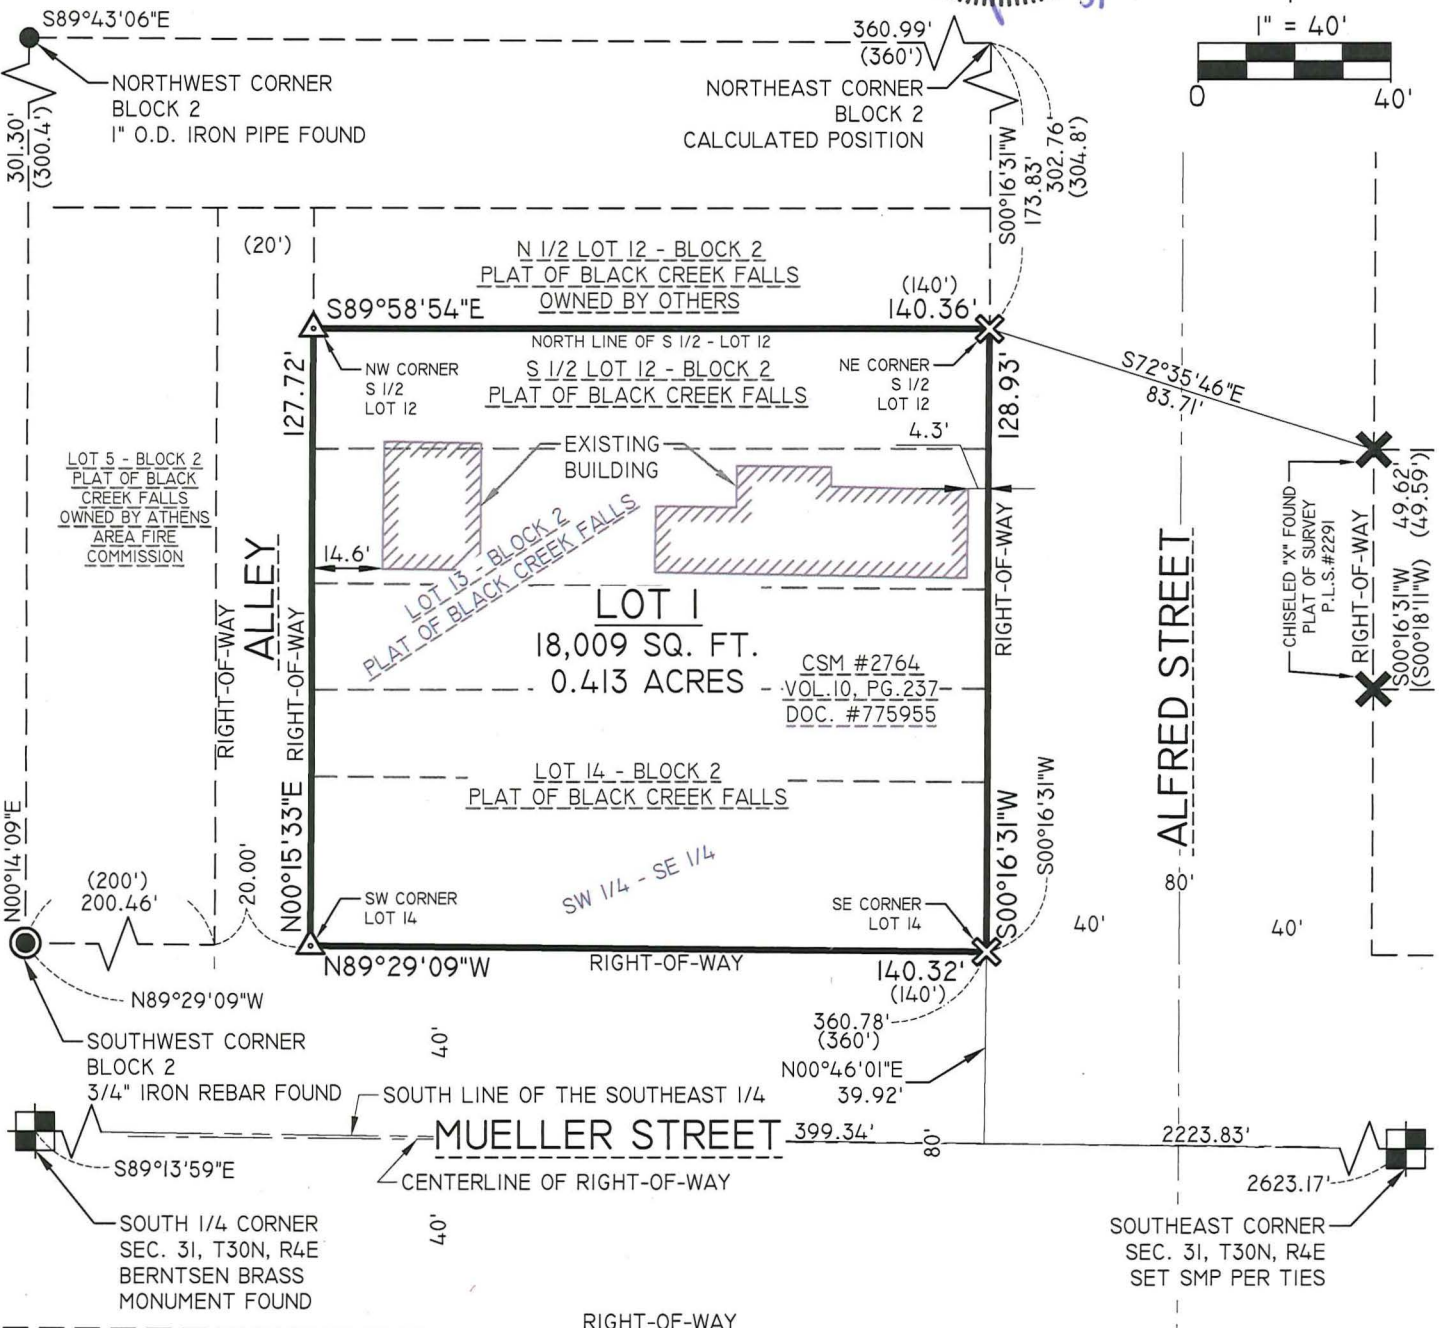 S89°43'06"E
360.99'
(360')
1" = 40'
0
40'
NORTHWEST CORNER
BLOCK 2
1" O.D. IRON PIPE FOUND
NORTHEAST CORNER
BLOCK 2
CALCULATED POSITION
301.30'
(300.4')
S00°16'31"W
173.83'
302.76'
(304.8')
(20')
N 1/2 LOT 12 - BLOCK 2
PLAT OF BLACK CREEK FALLS
OWNED BY OTHERS
(140')
S89°58'54"E
140.36'
NORTH LINE OF S 1/2 - LOT 12
NW CORNER
S 1/2
LOT 12
S 1/2 LOT 12 - BLOCK 2
PLAT OF BLACK CREEK FALLS
NE CORNER
S 1/2
LOT 12
127.72'
128.93'
S72°35'46"E
83.71'
4.3'
EXISTING
BUILDING
LOT 5 - BLOCK 2
PLAT OF BLACK
CREEK FALLS
OWNED BY ATHENS
AREA FIRE
COMMISSION
14.6'
LOT 13 - BLOCK 2
PLAT OF BLACK CREEK FALLS
ALLEY
RIGHT-OF-WAY
RIGHT-OF-WAY
RIGHT-OF-WAY
LOT 1
18,009 SQ. FT.
0.413 ACRES
CSM #2764
VOL.10, PG.237
DOC. #775955
ALFRED STREET
CHISELED "X" FOUND
PLAT OF SURVEY
P.L.S.#2291
RIGHT-OF-WAY
S00°16'31"W 49.62'
(S00°18'11"W) (49.59')
LOT 14 - BLOCK 2
PLAT OF BLACK CREEK FALLS
SW 1/4 - SE 1/4
N00°14'09"E
(200')
200.46'
20.00'
N00°15'33"E
SW CORNER
LOT 14
SE CORNER
LOT 14
S00°16'31"W
S00°16'31"W
80'
40'
40'
N89°29'09"W
RIGHT-OF-WAY
140.32'
(140')
N89°29'09"W
360.78'
(360')
SOUTHWEST CORNER
BLOCK 2
3/4" IRON REBAR FOUND
40'
N00°46'01"E
39.92'
SOUTH LINE OF THE SOUTHEAST 1/4
MUELLER STREET
399.34'
80'
2223.83'
S89°13'59"E
CENTERLINE OF RIGHT-OF-WAY
2623.17'
SOUTH 1/4 CORNER
SEC. 31, T30N, R4E
BERNTSEN BRASS
MONUMENT FOUND
40'
SOUTHEAST CORNER
SEC. 31, T30N, R4E
SET SMP PER TIES
RIGHT-OF-WAY